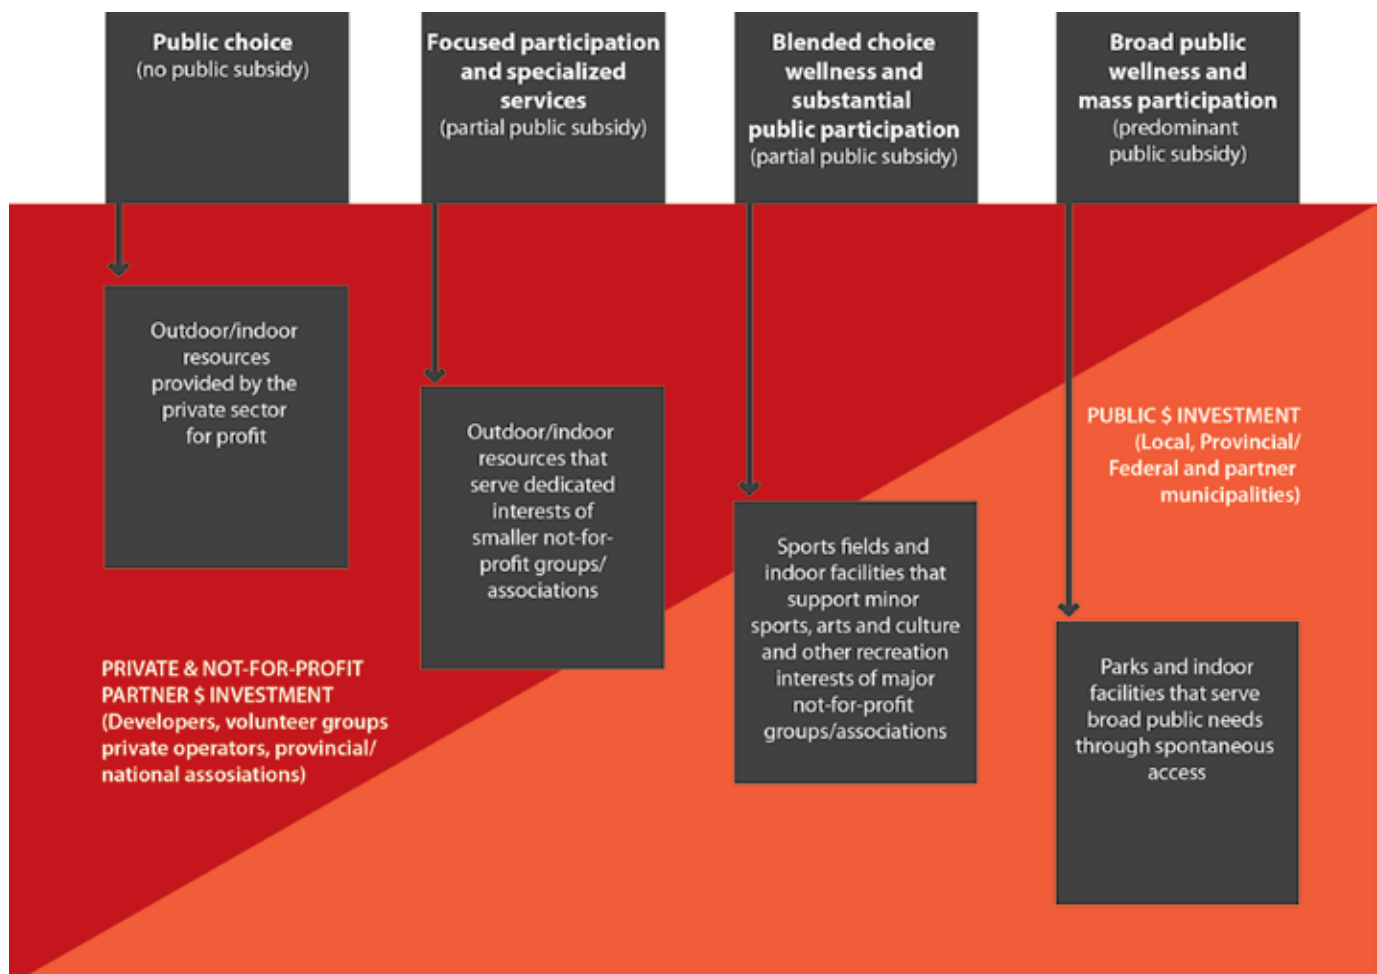 Public choice
(no public subsidy)
Focused participation
and specialized
services
(partial public subsidy)
Blended choice
wellness and
substantial
public participation
(partial public subsidy)
Broad public
wellness and
mass participation
(predominant
public subsidy)
Outdoor/indoor
resources
provided by the
private sector
for profit
Outdoor/indoor
resources that
serve dedicated
interests of
smaller not-for-
profit groups/
associations
Sports fields and
indoor facilities that
support minor
sports, arts and culture
and other recreation
interests of major
not-for-profit
groups/associations
Parks and indoor
facilities that serve
broad public needs
through spontaneous
access
PUBLIC $ INVESTMENT
(Local, Provincial/
Federal and partner
municipalities)
PRIVATE & NOT-FOR-PROFIT
PARTNER $ INVESTMENT
(Developers, volunteer groups
private operators, provincial/
national assosiations)